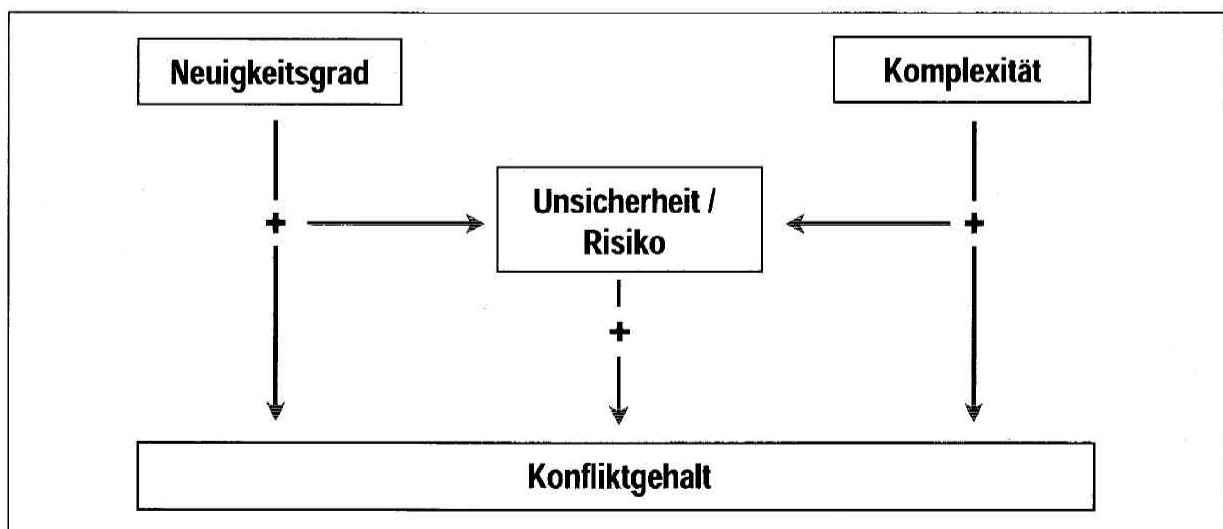 Neuigkeitsgrad
Komplexität
Unsicherheit /
Risiko
+
+
+
Konfliktgehalt